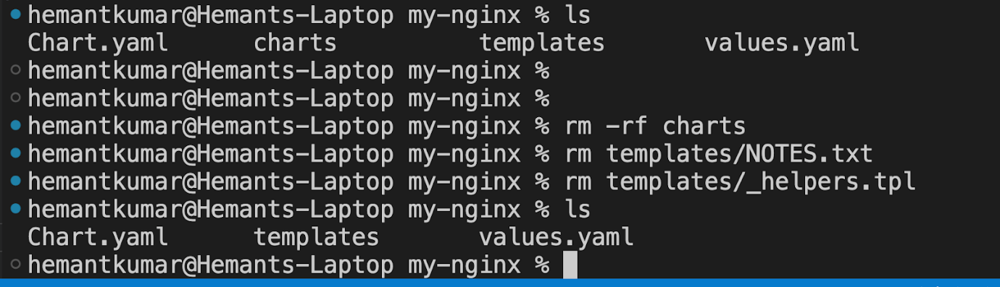 hemantkumar@Hemants-Laptop my-nginx % ls
Chart.yaml charts templates values.yaml
hemantkumar@Hemants-Laptop my-nginx %
hemantkumar@Hemants-Laptop my-nginx %
hemantkumar@Hemants-Laptop my-nginx % rm -rf charts
hemantkumar@Hemants-Laptop my-nginx % rm templates/NOTES.txt
hemantkumar@Hemants-Laptop my-nginx % rm templates/_helpers.tpl
hemantkumar@Hemants-Laptop my-nginx % ls
Chart.yaml templates values.yaml
hemantkumar@Hemants-Laptop my-nginx %